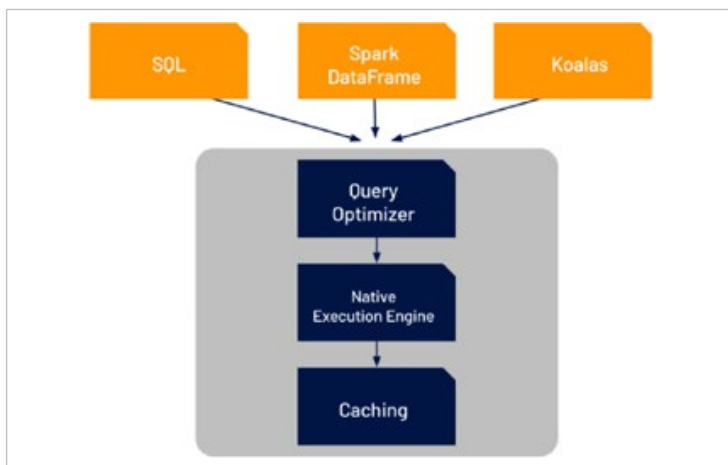 SQL
Spark
DataFrame
Koalas
Query
Optimizer
Native
Execution Engine
Caching